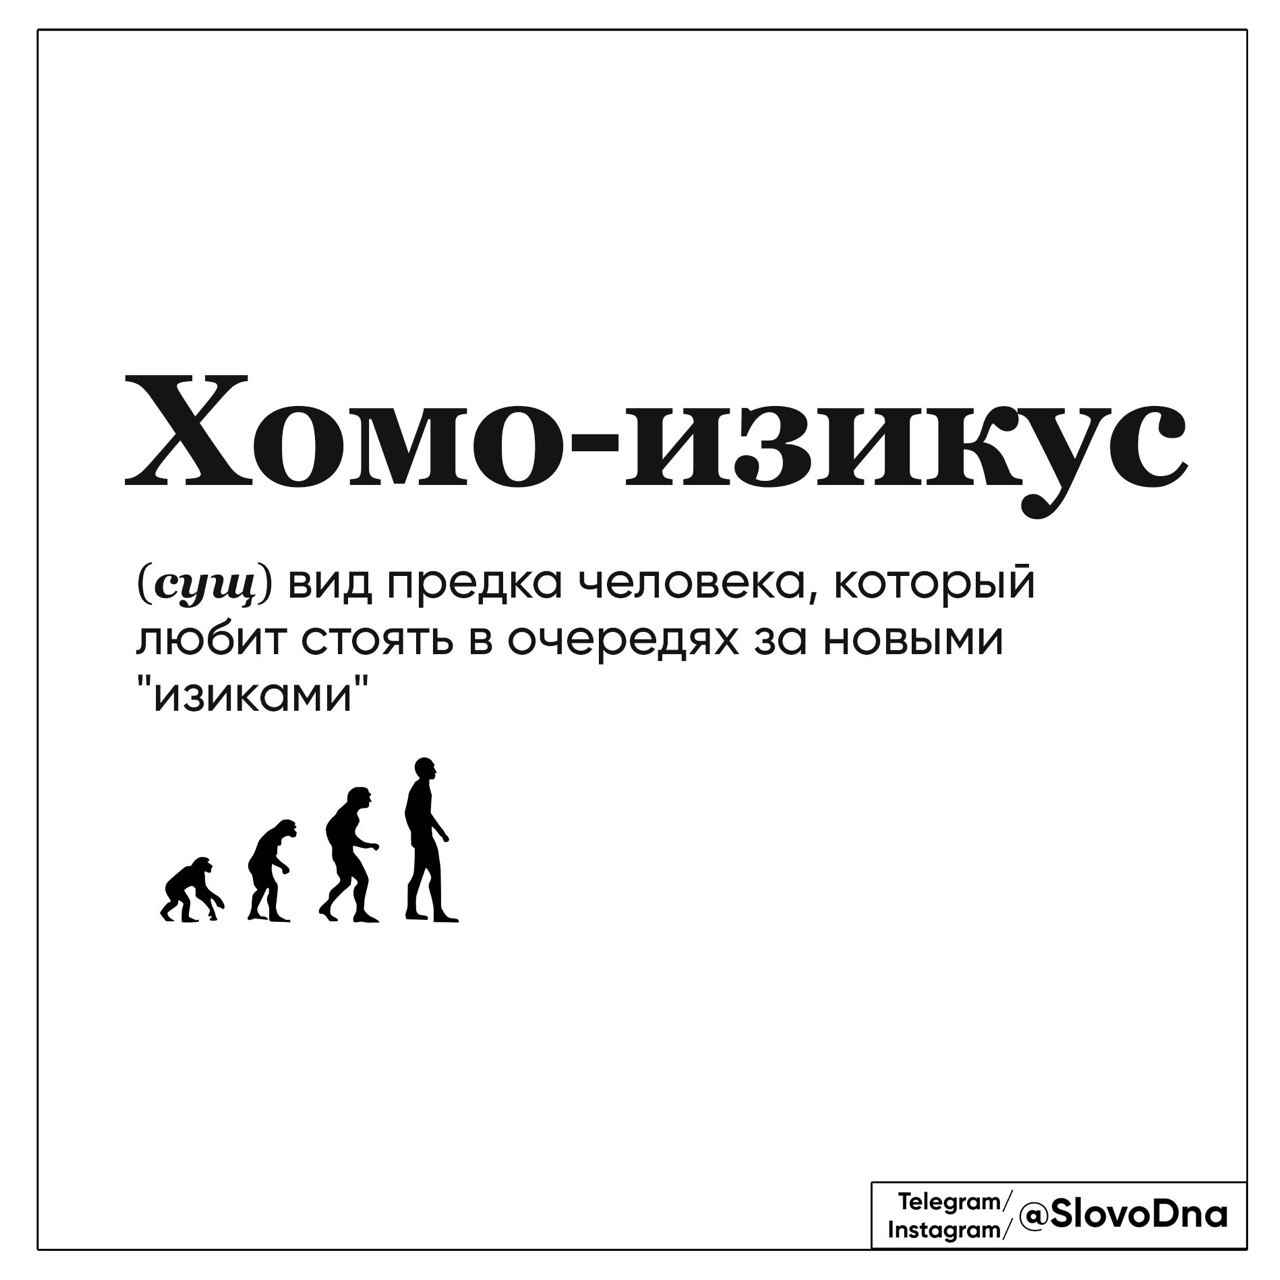 Хомо-изикус
(сущ) вид предка человека, который
любит стоять в очередях за новыми
"изиками"
Telegram/
Instagram/
@SlovoDna